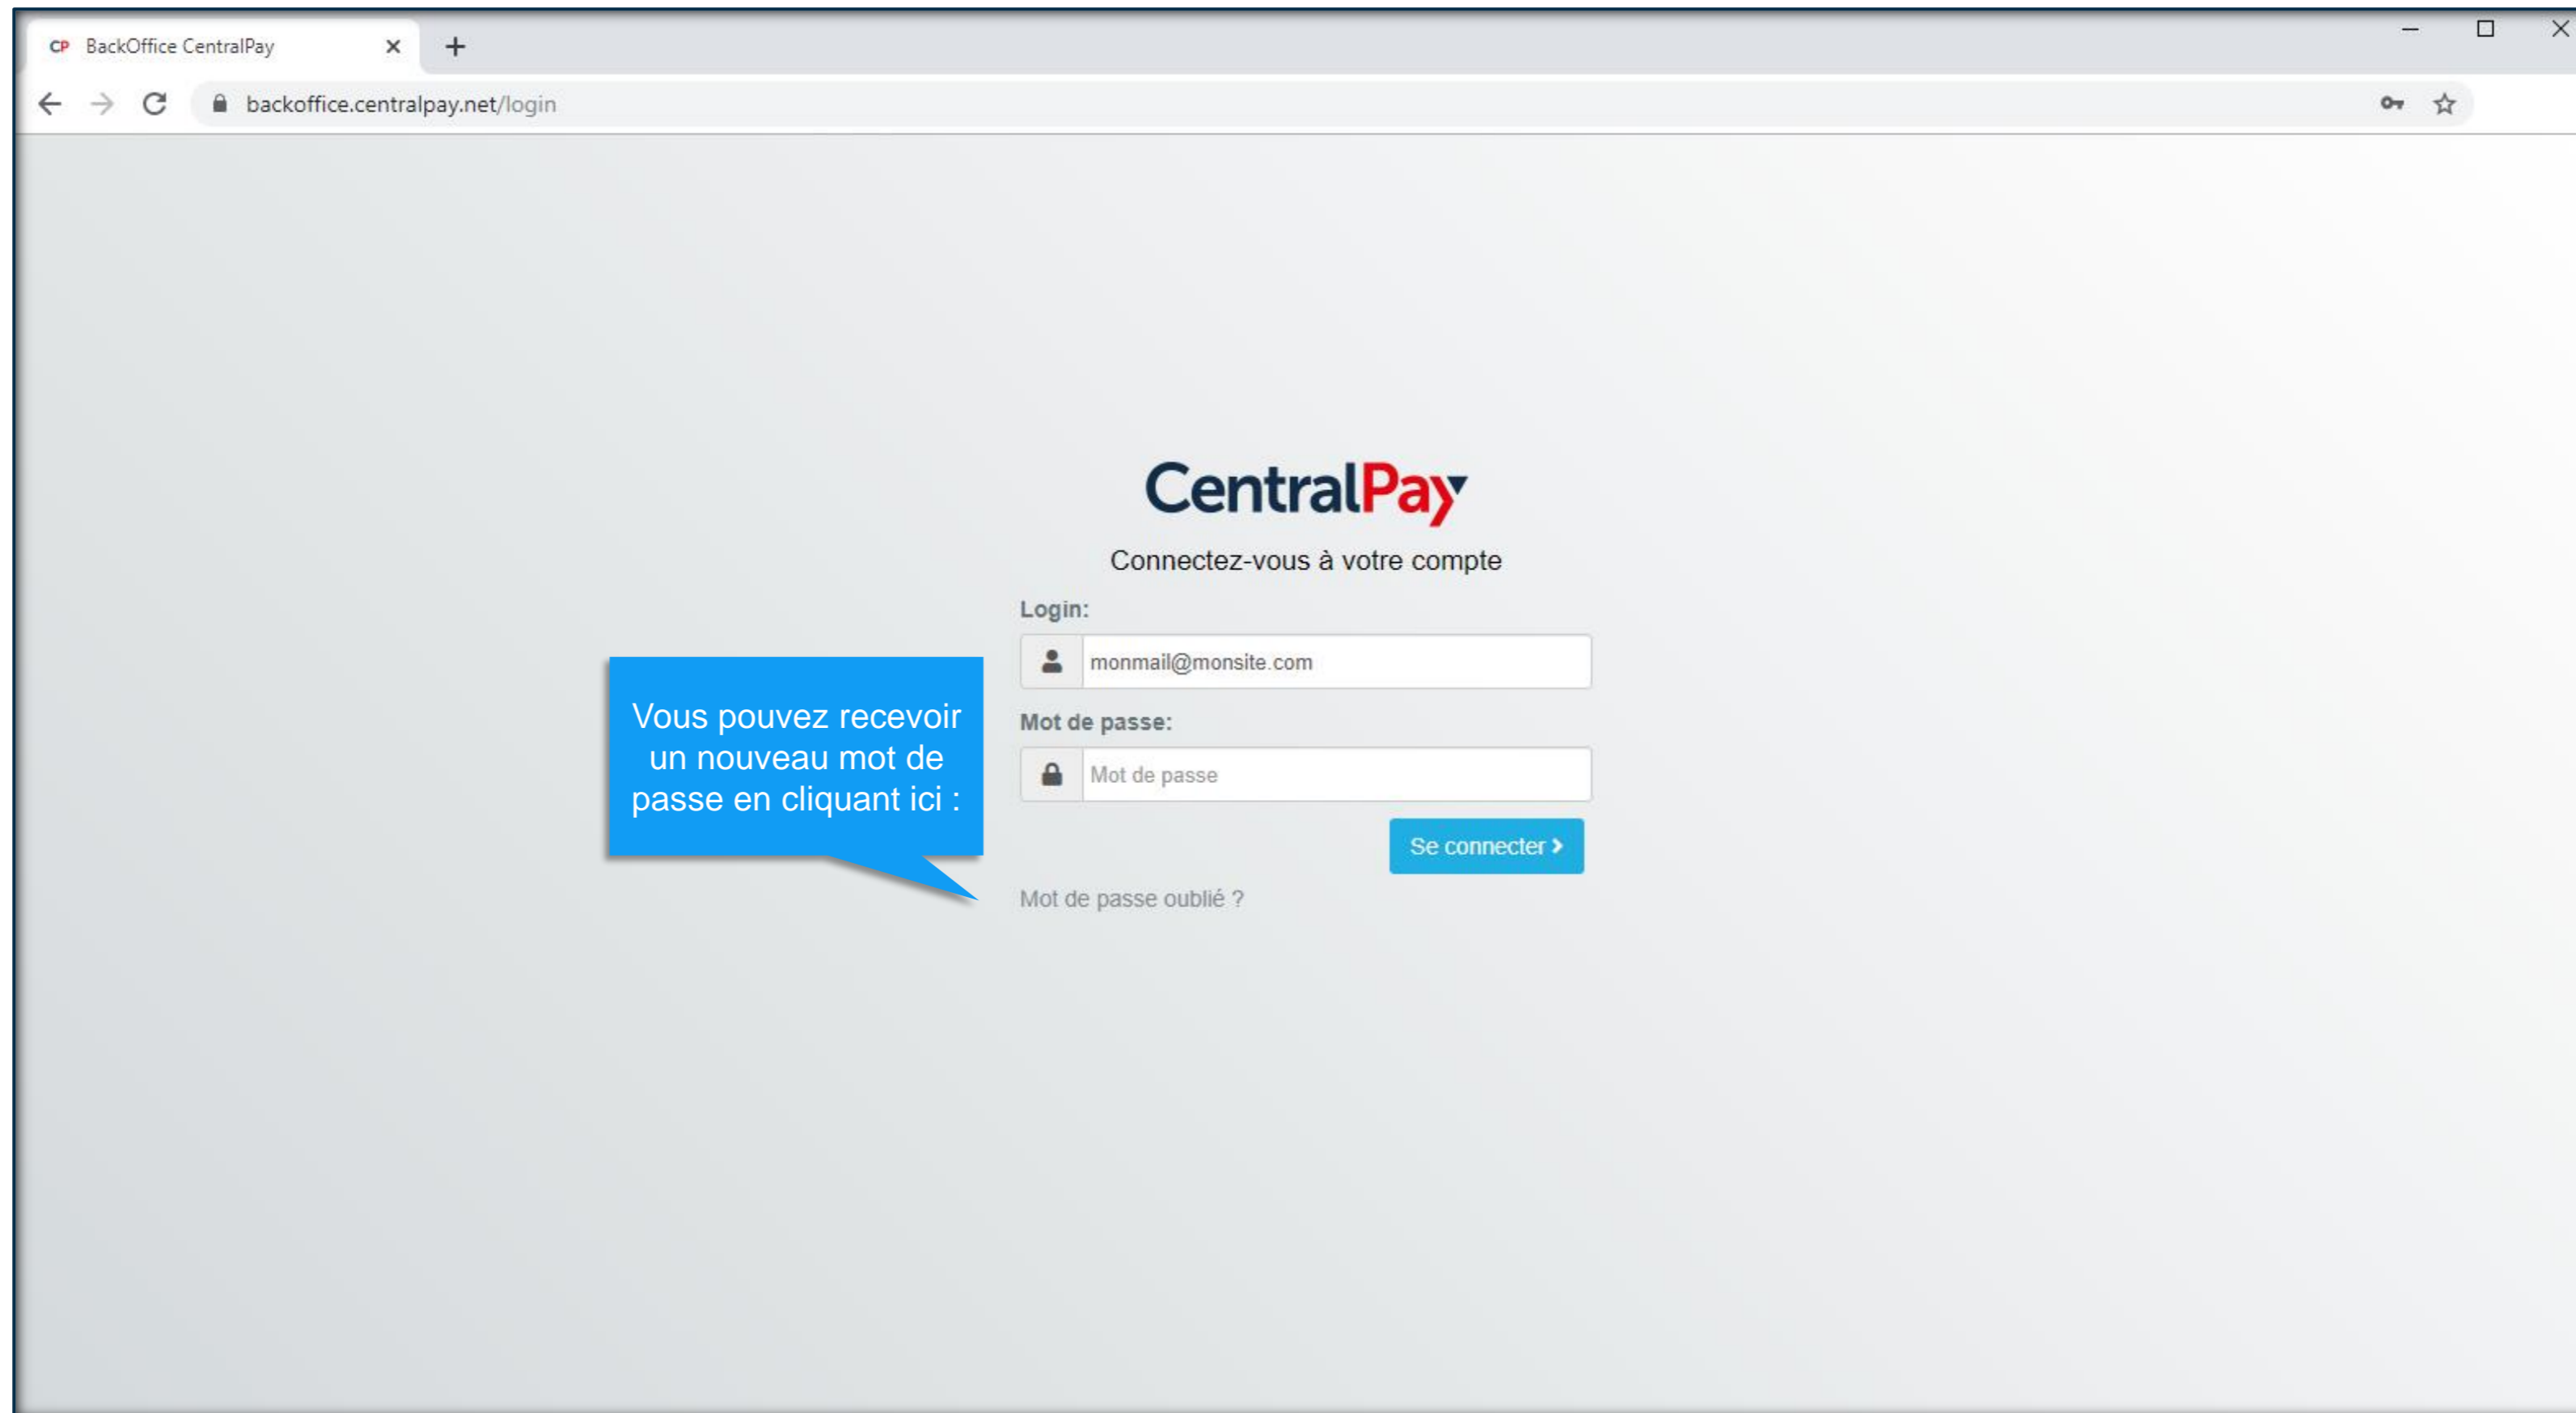 CP BackOffice CentralPay
backoffice.centralpay.net/login
CentralPay
Connectez-vous à votre compte
Login:
monmail@monsite.com
Vous pouvez recevoir
un nouveau mot de
passe en cliquant ici :
Mot de passe:
Mot de passe
Se connecter
Mot de passe oublié ?